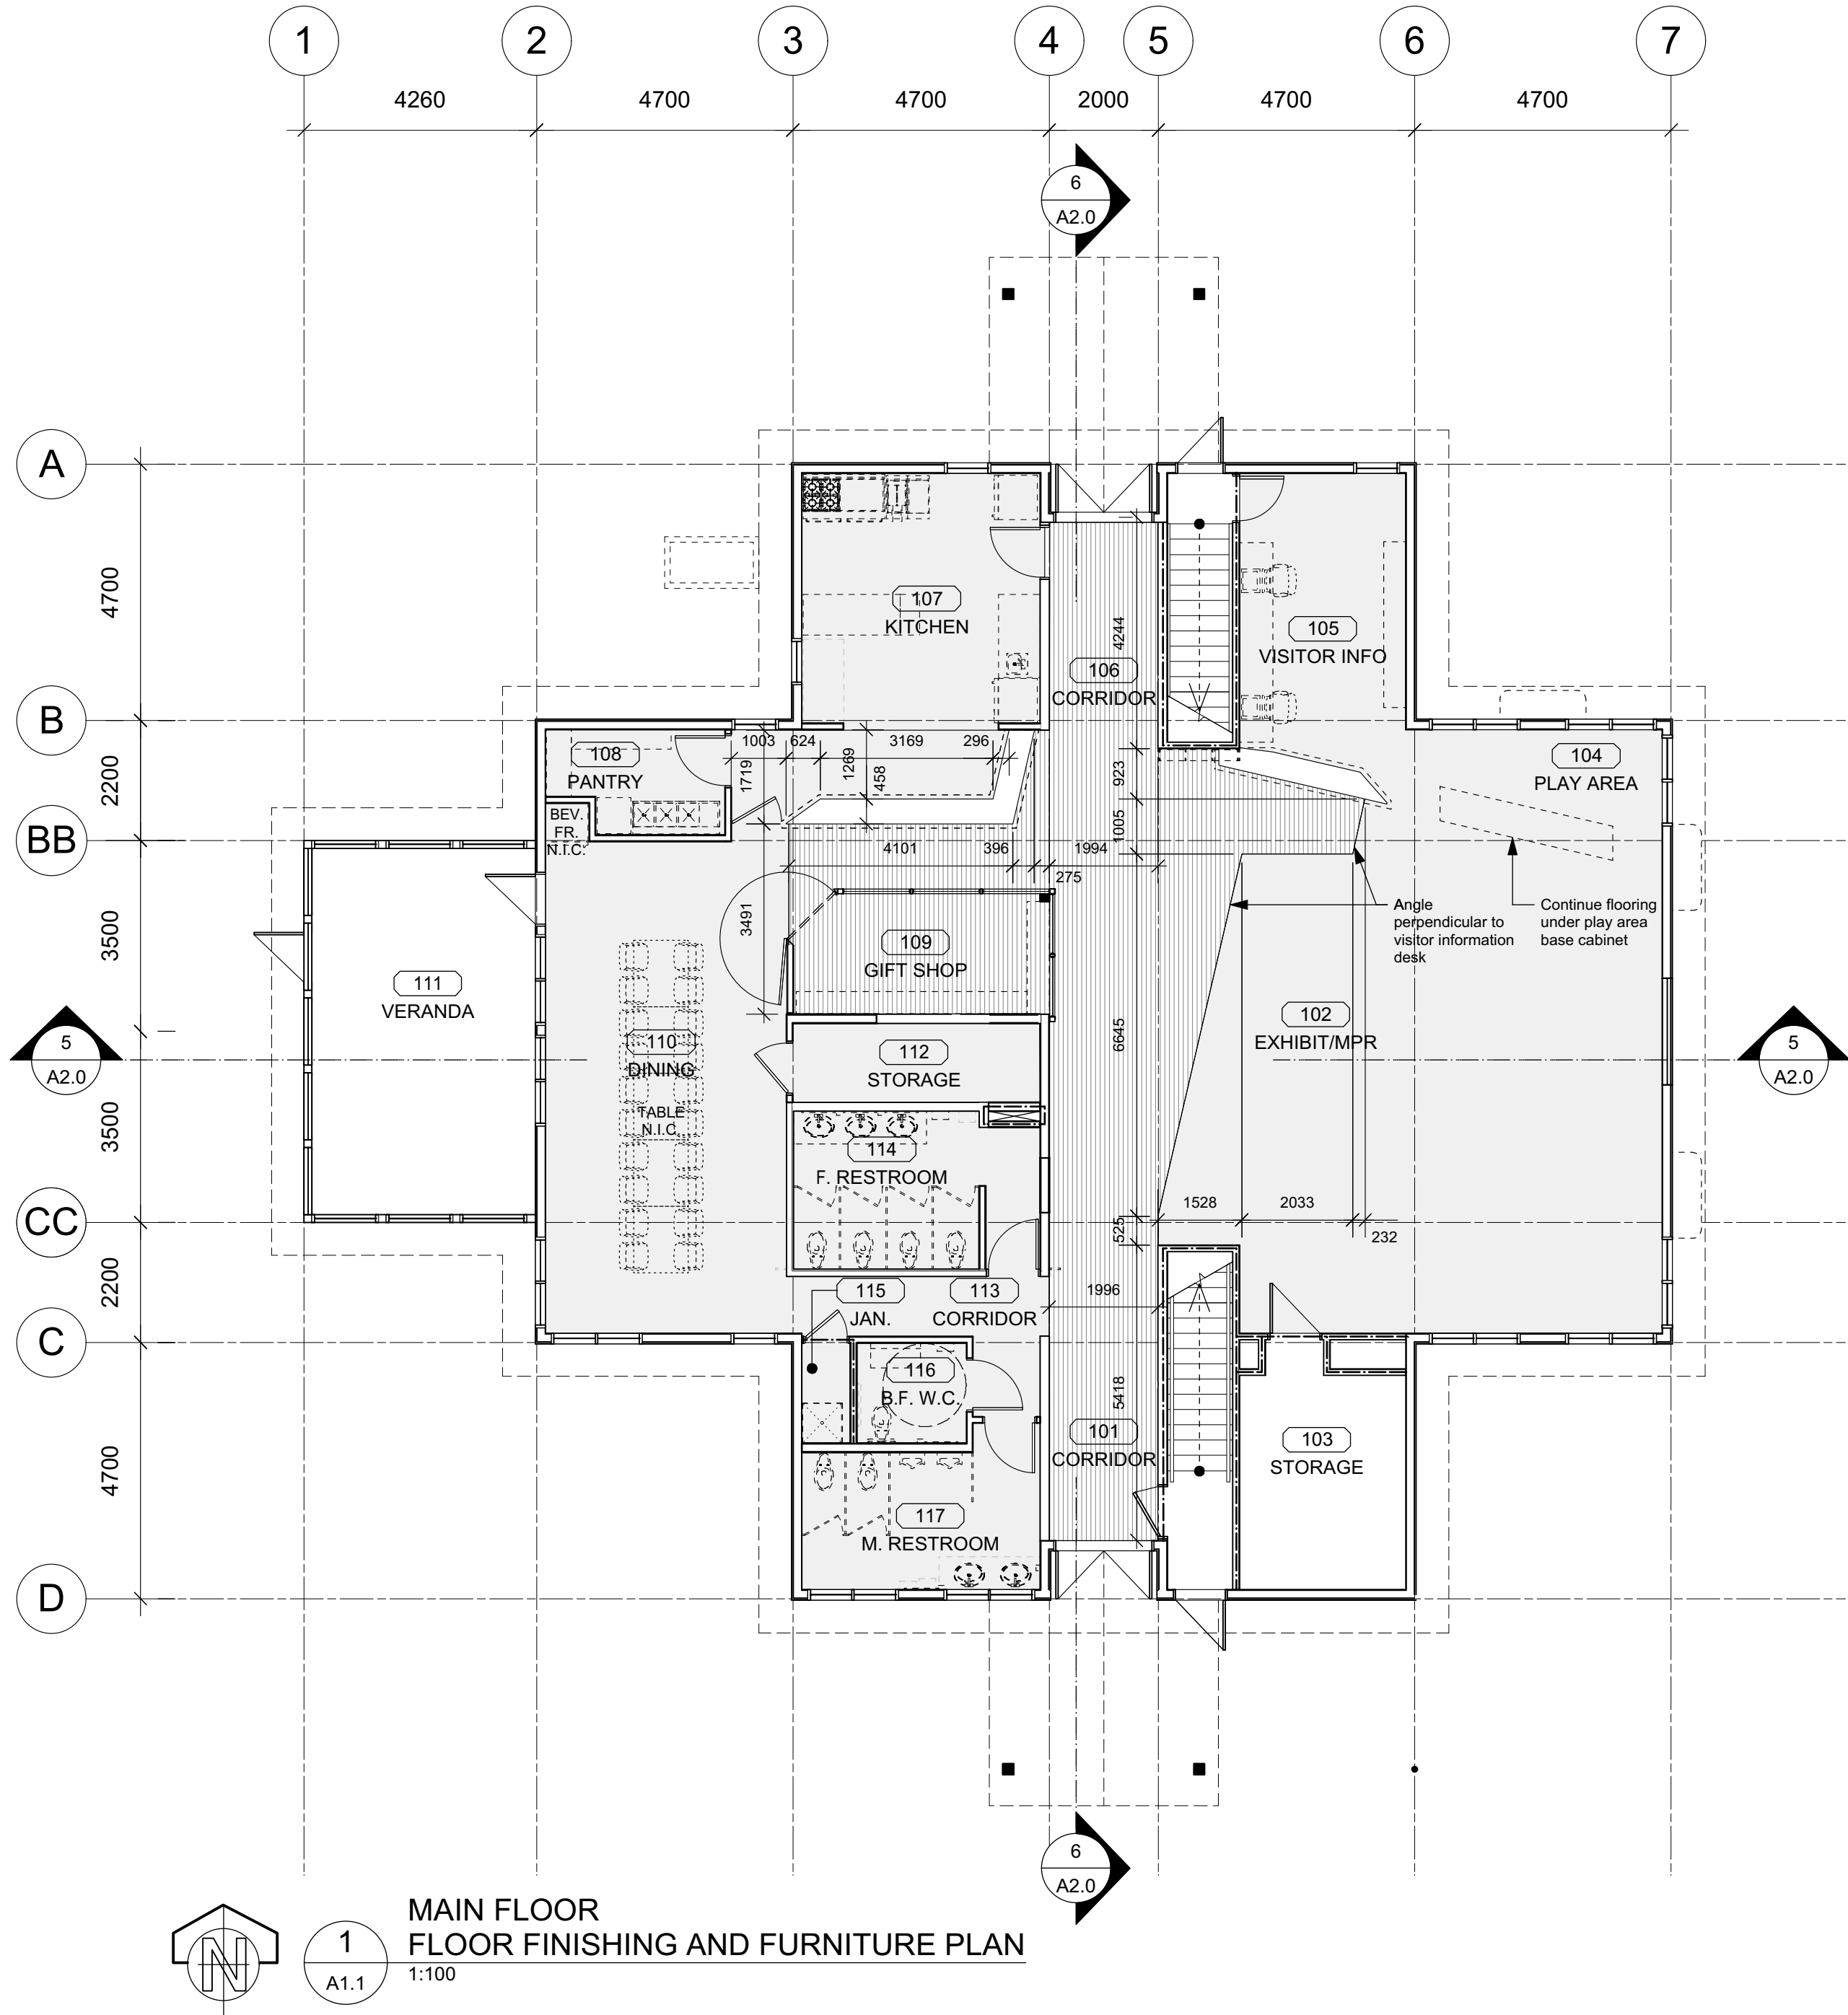 1 2 3 4 5 6 7
4260 4700 4700 2000 4700 4700
6
A2.0
A
B
BB
CC
C
D
4700
2200
3500
3500
2200
4700
107
KITCHEN
106
CORRIDOR
4244
105
VISITOR INFO
108
PANTRY
BEV.
FR.
N.I.C.
1003 624 3169 296
1719
1269
458
923
1005
104
PLAY AREA
4101 396 1994
275
3491
109
GIFT SHOP
Angle
perpendicular to
visitor information
desk
Continue flooring
under play area
base cabinet
111
VERANDA
110
DINING
TABLE
N.I.C.
112
STORAGE
6645
102
EXHIBIT/MPR
5
A2.0
5
A2.0
114
F. RESTROOM
525
1528 2033
232
115
JAN.
113
CORRIDOR
1996
116
B.F. W.C.
5418
101
CORRIDOR
103
STORAGE
117
M. RESTROOM
6
A2.0
N
1
A1.1
MAIN FLOOR
FLOOR FINISHING AND FURNITURE PLAN
1:100